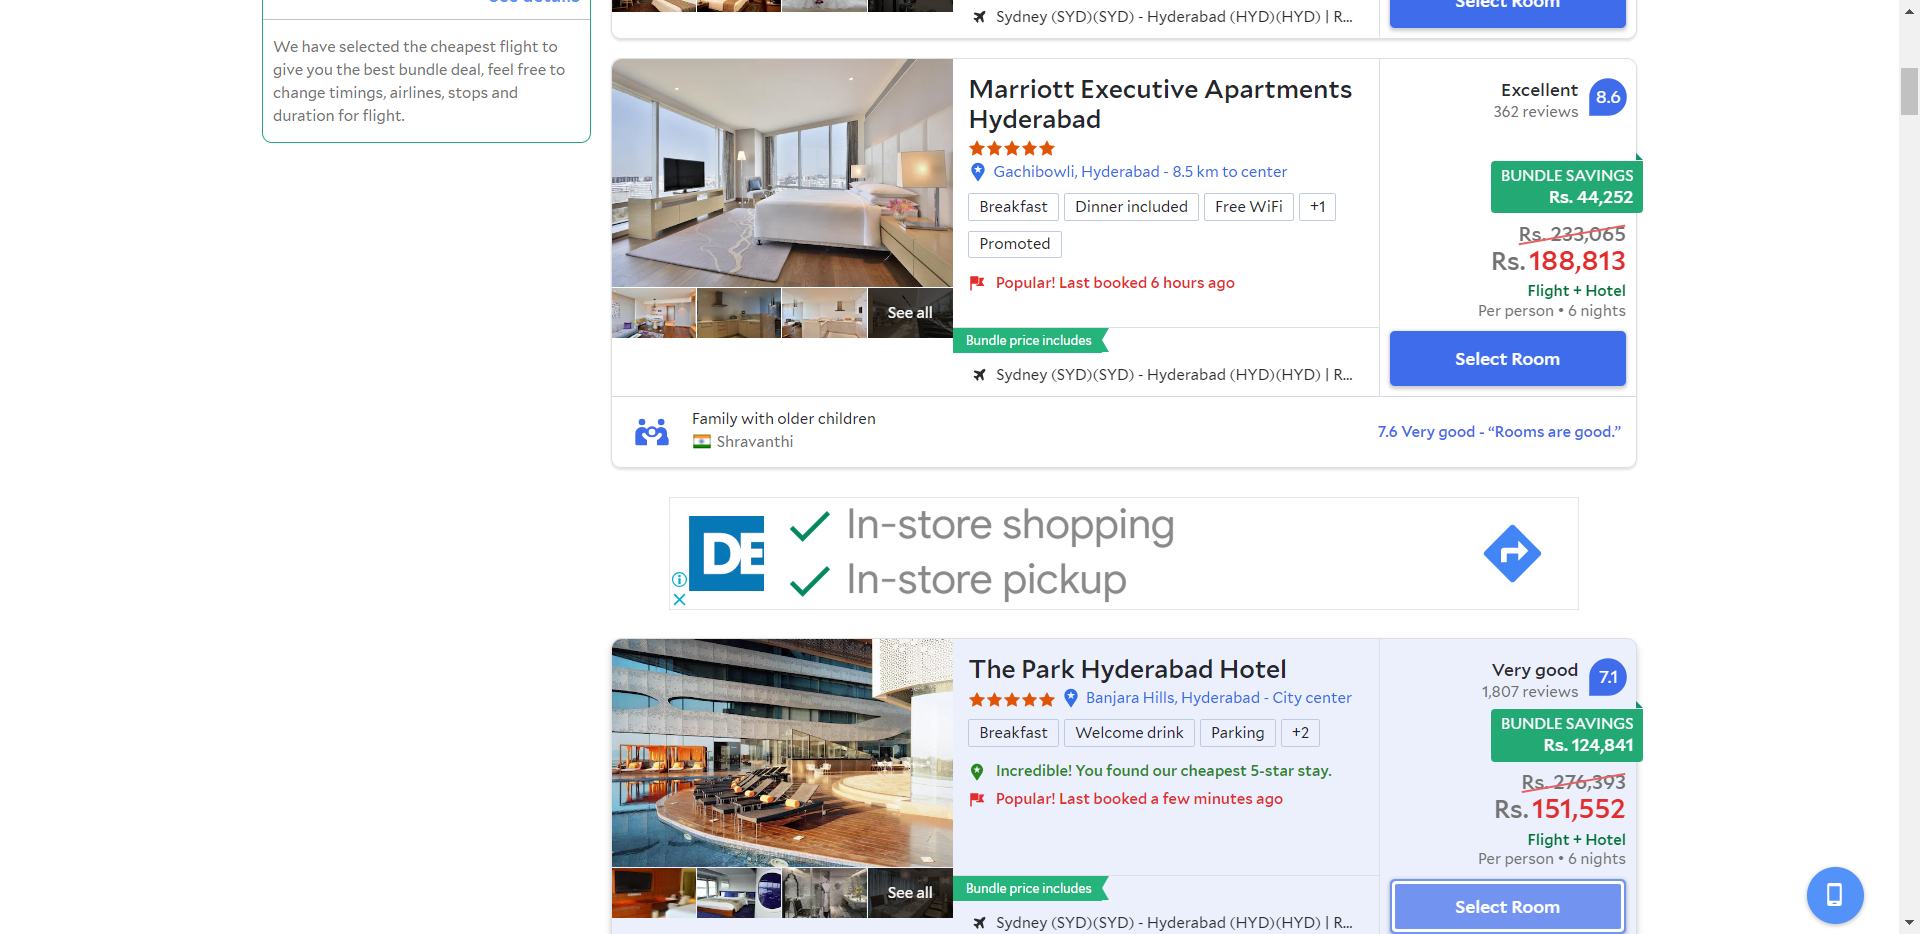 We have selected the cheapest flight to
give you the best bundle deal, feel free to
change timings, airlines, stops and
duration for flight.
Sydney (SYD)(SYD) - Hyderabad (HYD)(HYD) | R...
Select Room
Marriott Executive Apartments
Hyderabad
Gachibowli, Hyderabad - 8.5 km to center
Breakfast
Dinner included
Free WiFi
+1
Promoted
Popular! Last booked 6 hours ago
See all
Bundle price includes
Sydney (SYD)(SYD) - Hyderabad (HYD)(HYD) | R...
Excellent
362 reviews
8.6
BUNDLE SAVINGS
Rs. 44,252
Rs. 233,065
Rs. 188,813
Flight + Hotel
Per person • 6 nights
Select Room
Family with older children
Shravanthi
7.6 Very good - “Rooms are good.”
DE
In-store shopping
In-store pickup
The Park Hyderabad Hotel
Banjara Hills, Hyderabad - City center
Breakfast
Welcome drink
Parking
+2
Incredible! You found our cheapest 5-star stay.
Popular! Last booked a few minutes ago
See all
Bundle price includes
Sydney (SYD)(SYD) - Hyderabad (HYD)(HYD) | R...
Very good
1,807 reviews
7.1
BUNDLE SAVINGS
Rs. 124,841
Rs. 276,393
Rs. 151,552
Flight + Hotel
Per person • 6 nights
Select Room